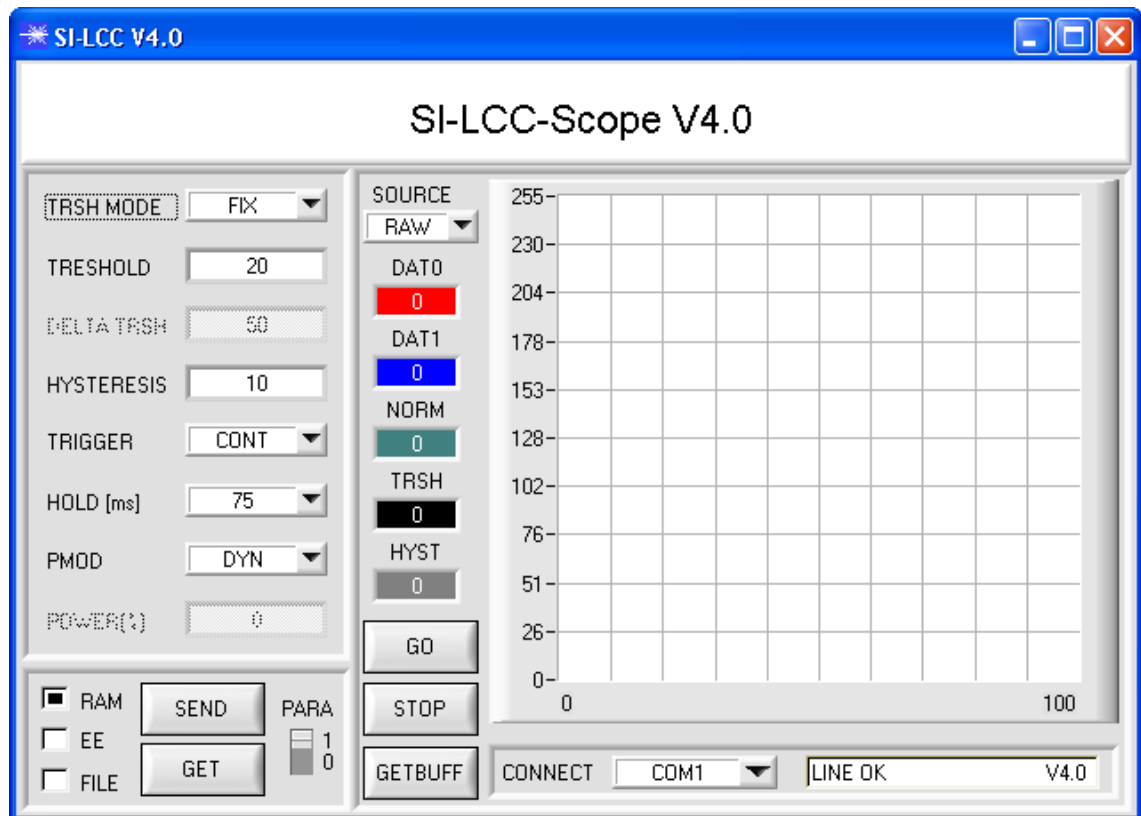 SI-LCC V4.0
SI-LCC-Scope V4.0
TRSH MODE FIX
TRESHOLD 20
DELTA TRSH 50
HYSTERESIS 10
TRIGGER CONT
HOLD [ms] 75
PMOD DYN
POWER(%) 0
RAM
EE
FILE
SEND
GET
PARA
1
0
SOURCE
RAW
DAT0
0
DAT1
0
NORM
0
TRSH
0
HYST
0
GO
STOP
GETBUFF
255
230
204
178
153
128
102
76
51
26
0
0 100
CONNECT COM1 LINE OK V4.0